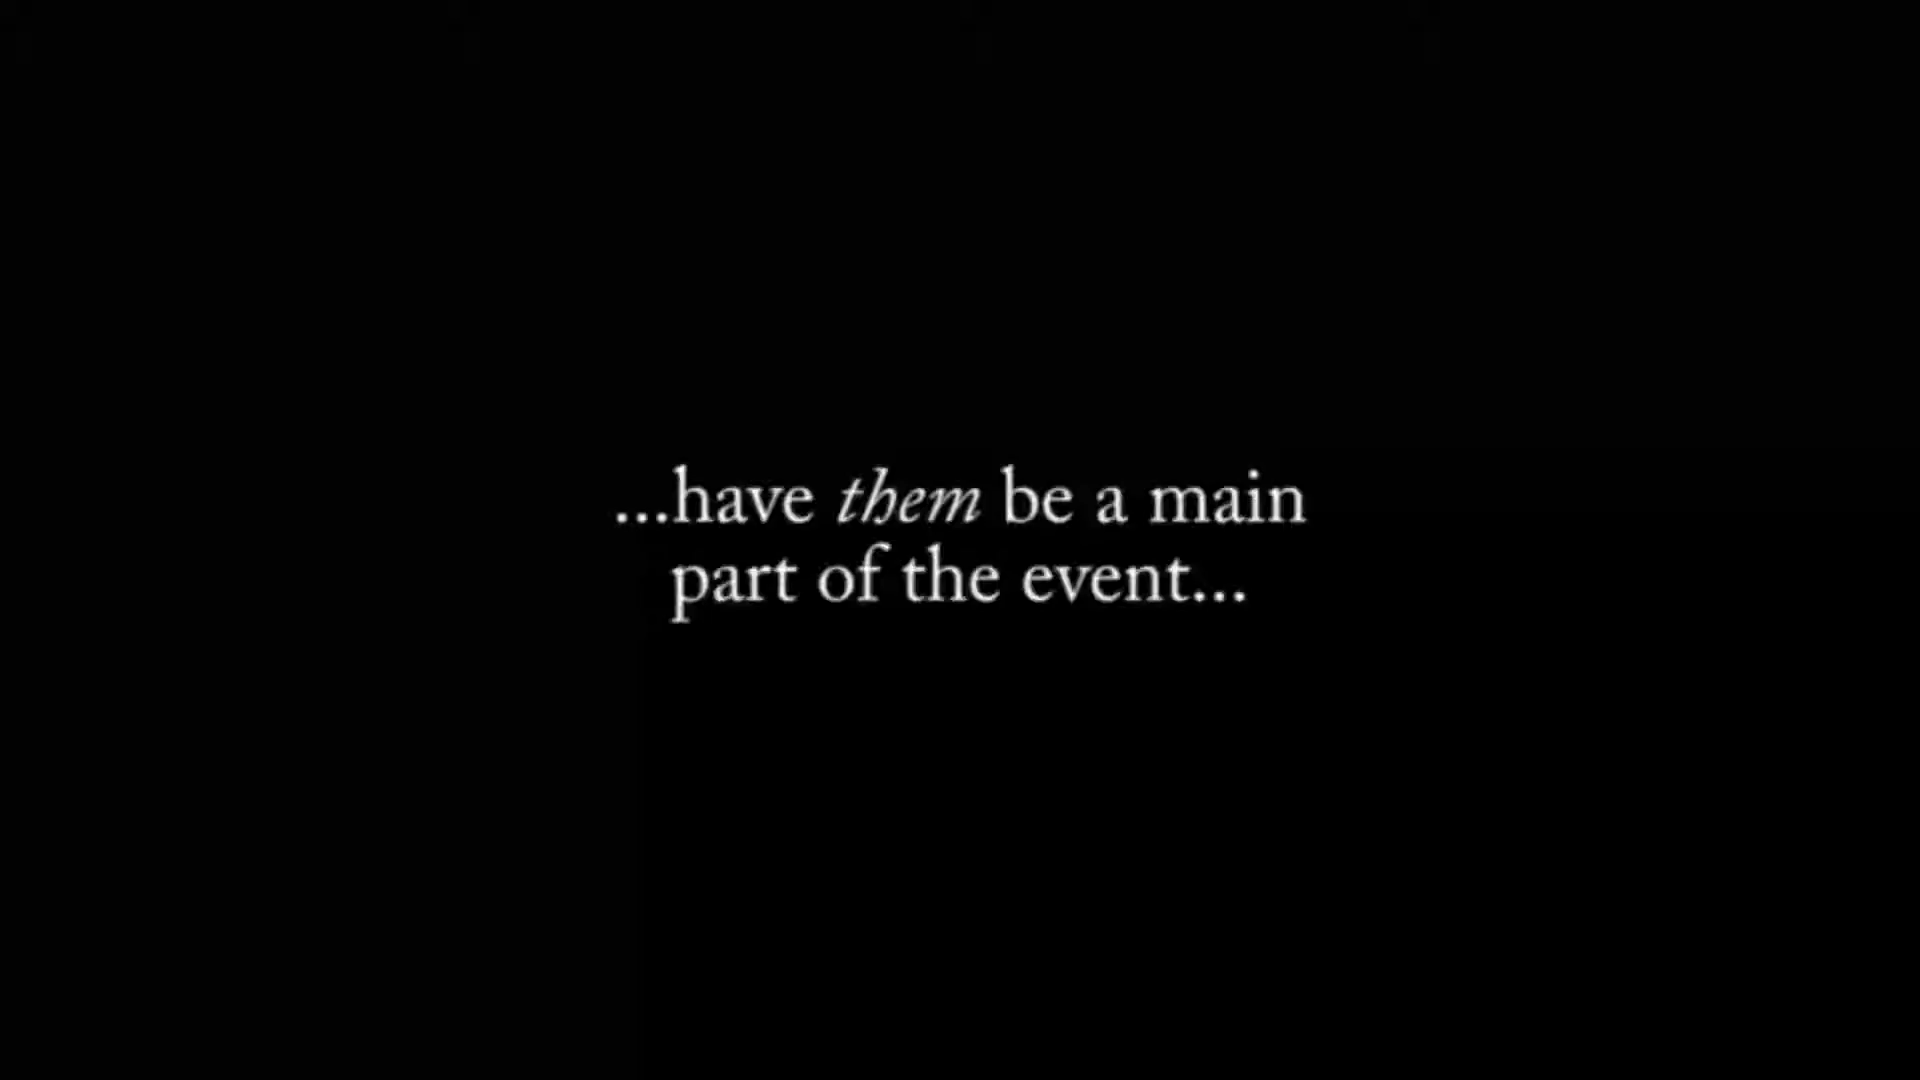 ...have them be a main
part of the event...